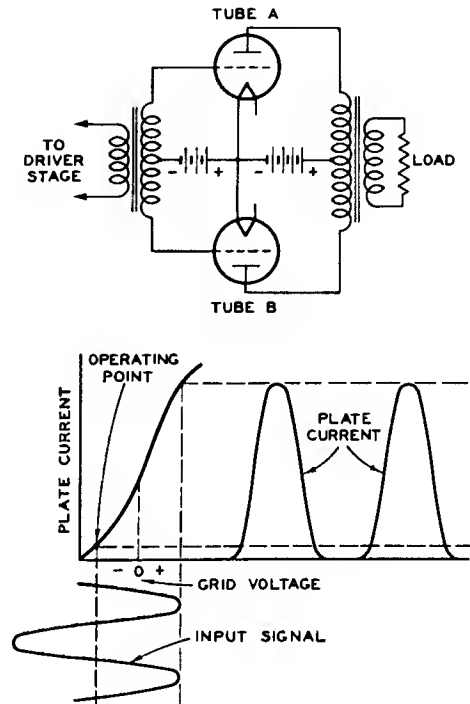 TUBE A
TO
DRIVER
STAGE
- +
- +
LOAD
TUBE B
OPERATING
POINT
PLATE CURRENT
PLATE
CURRENT
- 0 +
GRID VOLTAGE
INPUT SIGNAL